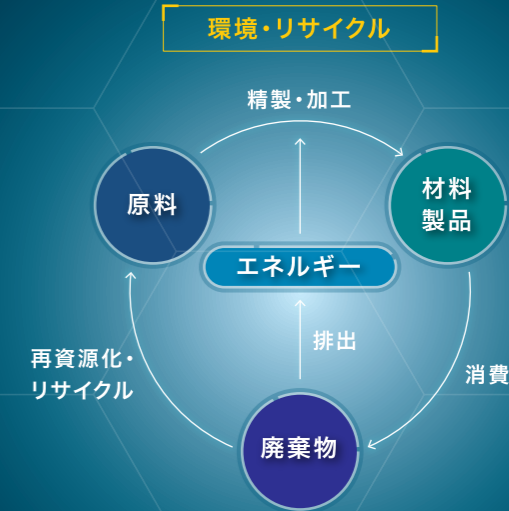 環境・リサイクル
精製・加工
原料
材料
製品
エネルギー
排出
再資源化・
リサイクル
消費
廃棄物